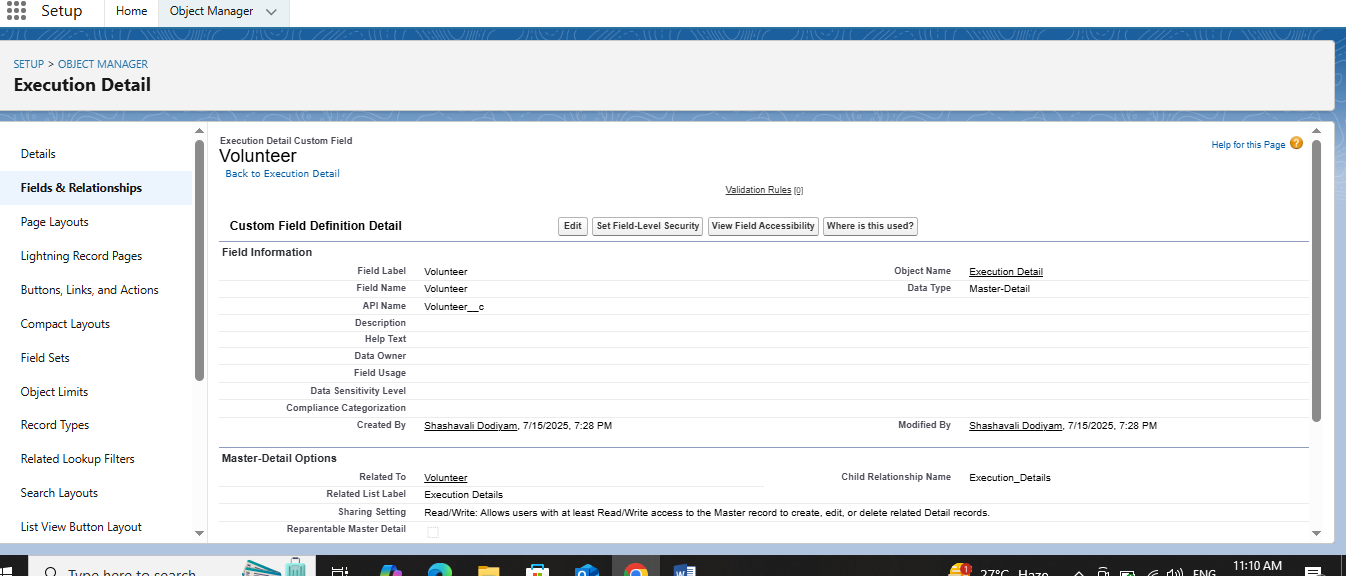 Setup Home Object Manager
SETUP > OBJECT MANAGER
Execution Detail
Details
Fields & Relationships
Page Layouts
Lightning Record Pages
Buttons, Links, and Actions
Compact Layouts
Field Sets
Object Limits
Record Types
Related Lookup Filters
Search Layouts
List View Button Layout
Execution Detail Custom Field
Volunteer
Back to Execution Detail
Help for this Page ?
Validation Rules [0]
Custom Field Definition Detail Edit Set Field-Level Security View Field Accessibility Where is this used?
Field Information
Field Label Volunteer Object Name Execution Detail
Field Name Volunteer Data Type Master-Detail
API Name Volunteer__c
Description
Help Text
Data Owner
Field Usage
Data Sensitivity Level
Compliance Categorization
Created By Shashavali Dodiyam, 7/15/2025, 7:28 PM Modified By Shashavali Dodiyam, 7/15/2025, 7:28 PM
Master-Detail Options
Related To Volunteer Child Relationship Name Execution_Details
Related List Label Execution Details
Sharing Setting Read/Write: Allows users with at least Read/Write access to the Master record to create, edit, or delete related Detail records.
Reparentable Master Detail
Type here to search 1 27°C Haze ENG 11:10 AM